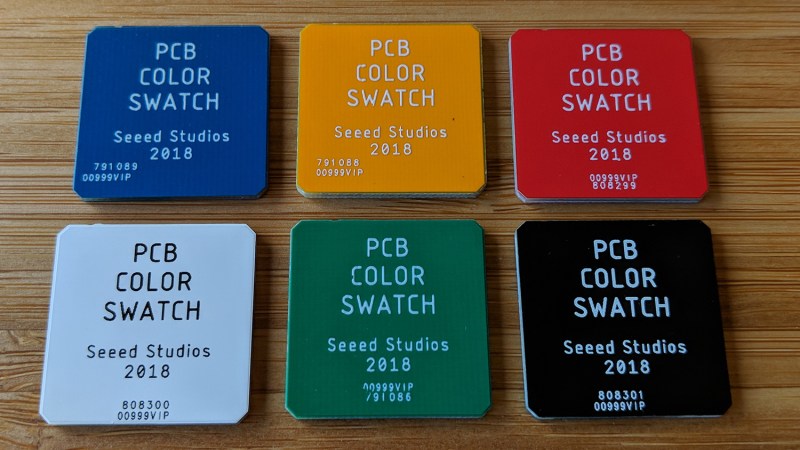 PCB
COLOR
SWATCH
Seeed Studios
2018
791089
00999VIP
PCB
COLOR
SWATCH
Seeed Studios
2018
791088
00999VIP
PCB
COLOR
SWATCH
Seeed Studios
2018
00999VIP
808299
PCB
COLOR
SWATCH
Seeed Studios
2018
808300
00999VIP
PCB
COLOR
SWATCH
Seeed Studios
2018
00999VIP
791086
PCB
COLOR
SWATCH
Seeed Studios
2018
808301
00999VIP